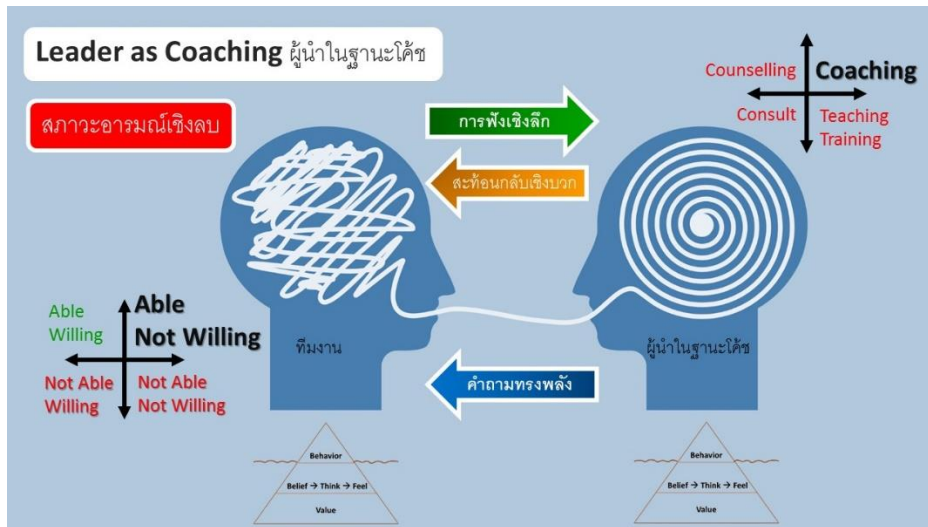 Leader as Coaching ผู้นำในฐานะโค้ช
สภาวะอารมณ์เชิงลบ
การฟังเชิงลึก
สะท้อนกลับเชิงบวก
Counselling
Coaching
Consult
Teaching
Training
Able
Willing
Able
Not Willing
Not Able
Willing
Not Able
Not Willing
ทีมงาน
ผู้นำในฐานะโค้ช
คำถามทรงพลัง
Behavior
Belief → Think → Feel
Value
Behavior
Belief → Think → Feel
Value